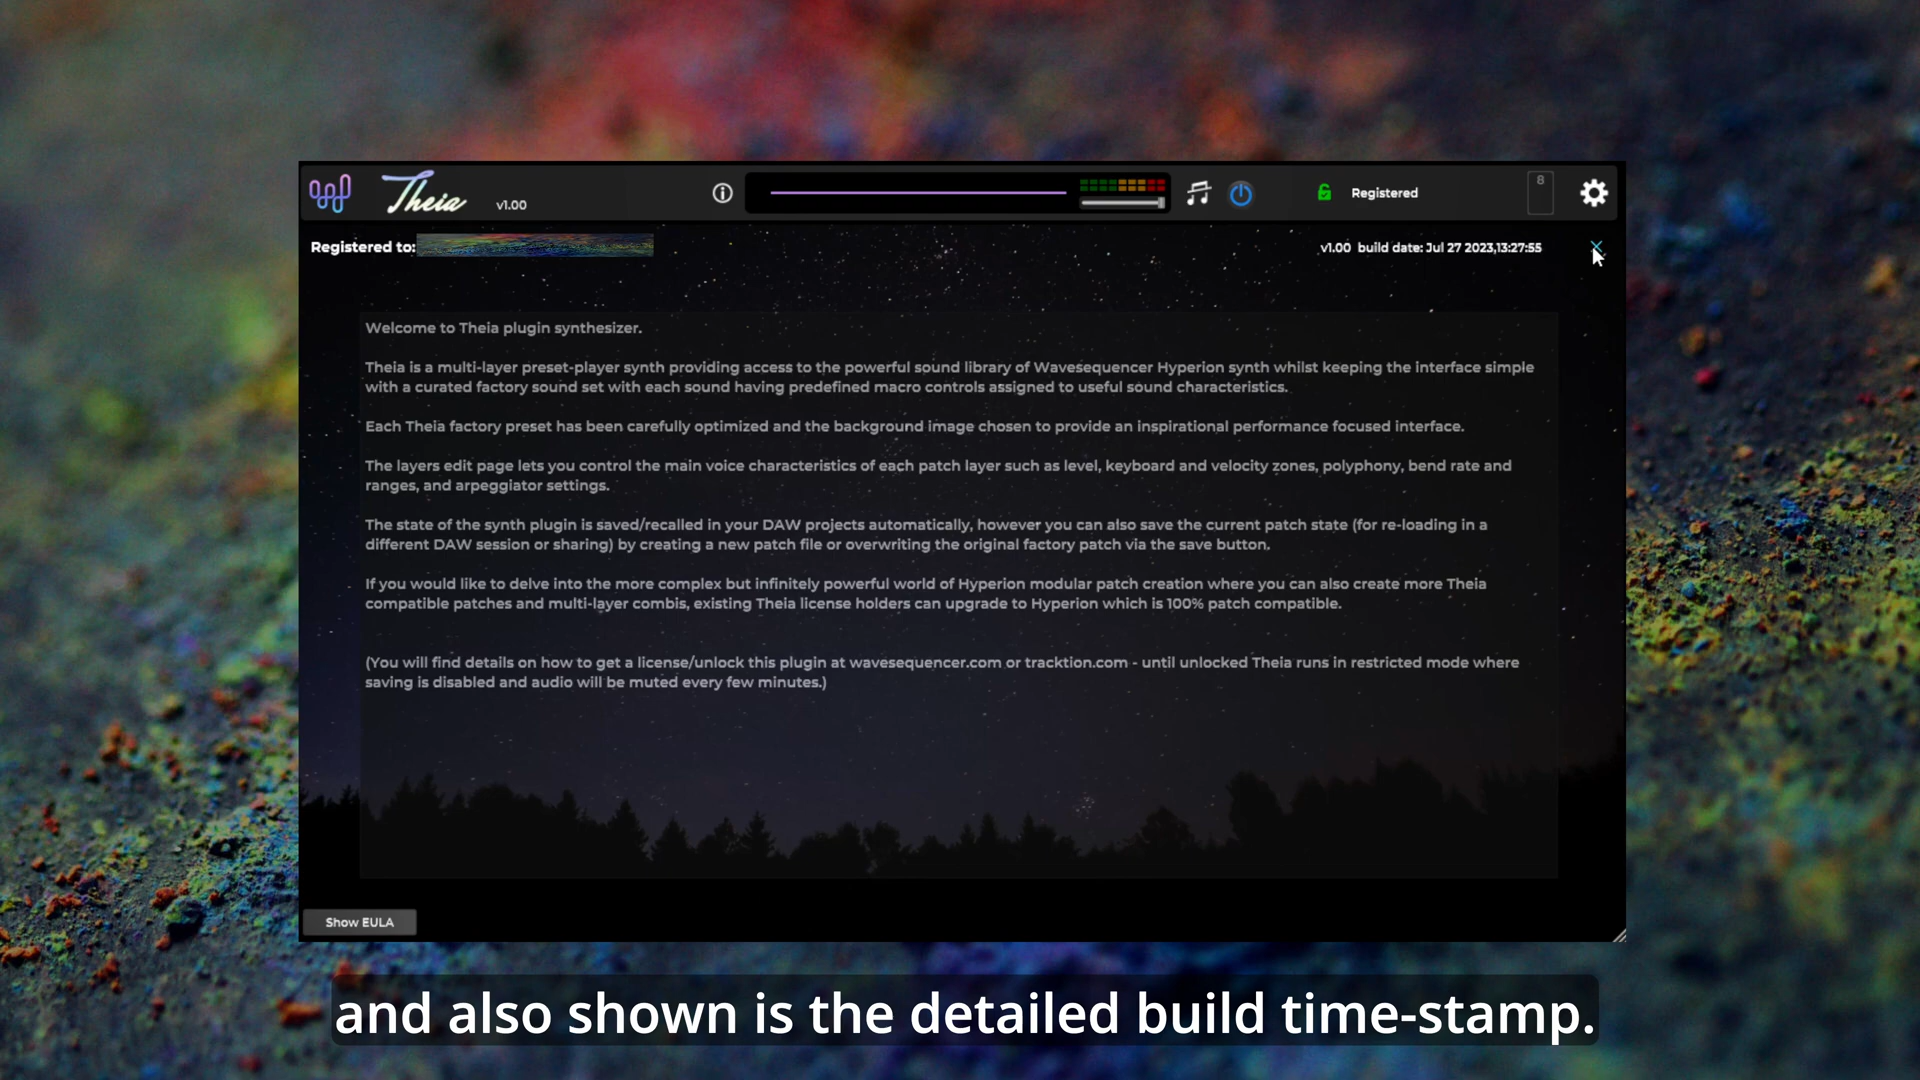 Theia v1.00 Registered 8
Registered to: v1.00 build date: Jul 27 2023,13:27:55
Welcome to Theia plugin synthesizer.
Theia is a multi-layer preset-player synth providing access to the powerful sound library of Wavesequencer Hyperion synth whilst keeping the interface simple
with a curated factory sound set with each sound having predefined macro controls assigned to useful sound characteristics.
Each Theia factory preset has been carefully optimized and the background image chosen to provide an inspirational performance focused interface.
The layers edit page lets you control the main voice characteristics of each patch layer such as level, keyboard and velocity zones, polyphony, bend rate and
ranges, and arpeggiator settings.
The state of the synth plugin is saved/recalled in your DAW projects automatically, however you can also save the current patch state (for re-loading in a
different DAW session or sharing) by creating a new patch file or overwriting the original factory patch via the save button.
If you would like to delve into the more complex but infinitely powerful world of Hyperion modular patch creation where you can also create more Theia
compatible patches and multi-layer combis, existing Theia license holders can upgrade to Hyperion which is 100% patch compatible.
(You will find details on how to get a license/unlock this plugin at wavesequencer.com or tracktion.com - until unlocked Theia runs in restricted mode where
saving is disabled and audio will be muted every few minutes.)
Show EULA
and also shown is the detailed build time-stamp.